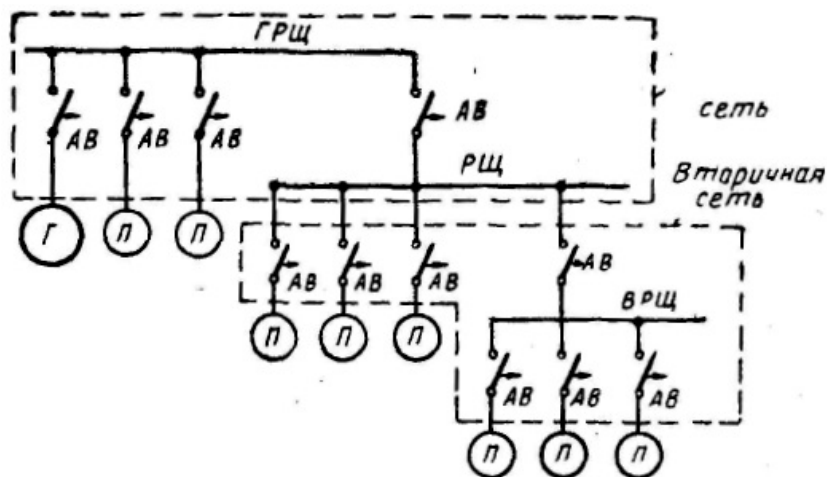 ГРЩ
АВ АВ АВ АВ
сеть
РЩ
Вторичная
сеть
Г П П
АВ АВ АВ АВ
ВРЩ
П П П
АВ АВ АВ
П П П